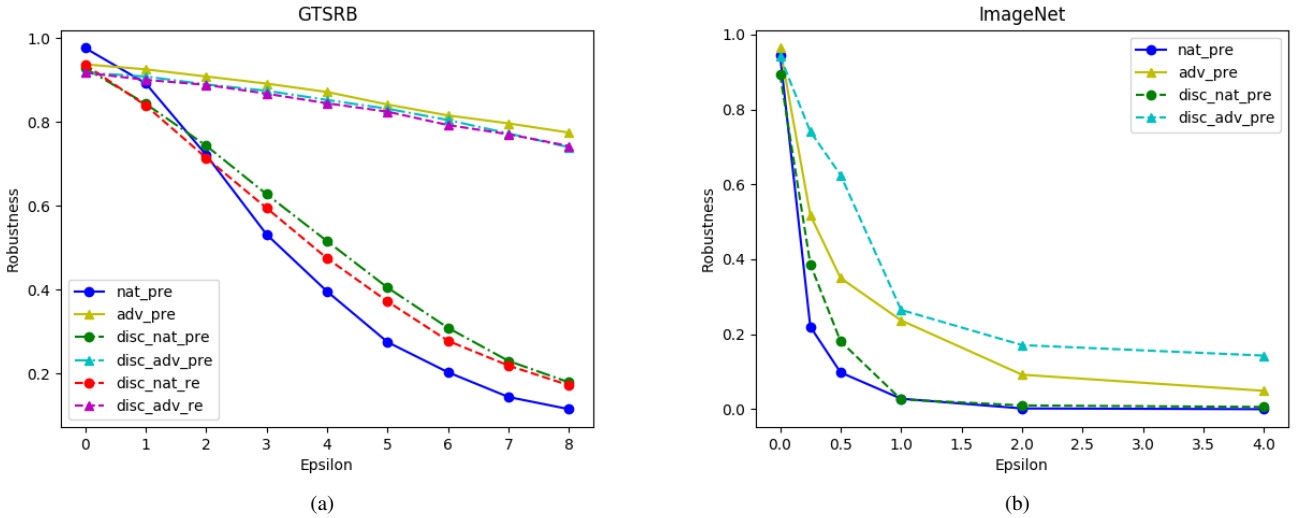 GTSRB
1.0
0.8
0.6
0.4
0.2
Robustness
nat_pre
adv_pre
disc_nat_pre
disc_adv_pre
disc_nat_re
disc_adv_re
0 1 2 3 4 5 6 7 8
Epsilon
(a)
ImageNet
1.0
0.8
0.6
0.4
0.2
0.0
Robustness
nat_pre
adv_pre
disc_nat_pre
disc_adv_pre
0.0 0.5 1.0 1.5 2.0 2.5 3.0 3.5 4.0
Epsilon
(b)